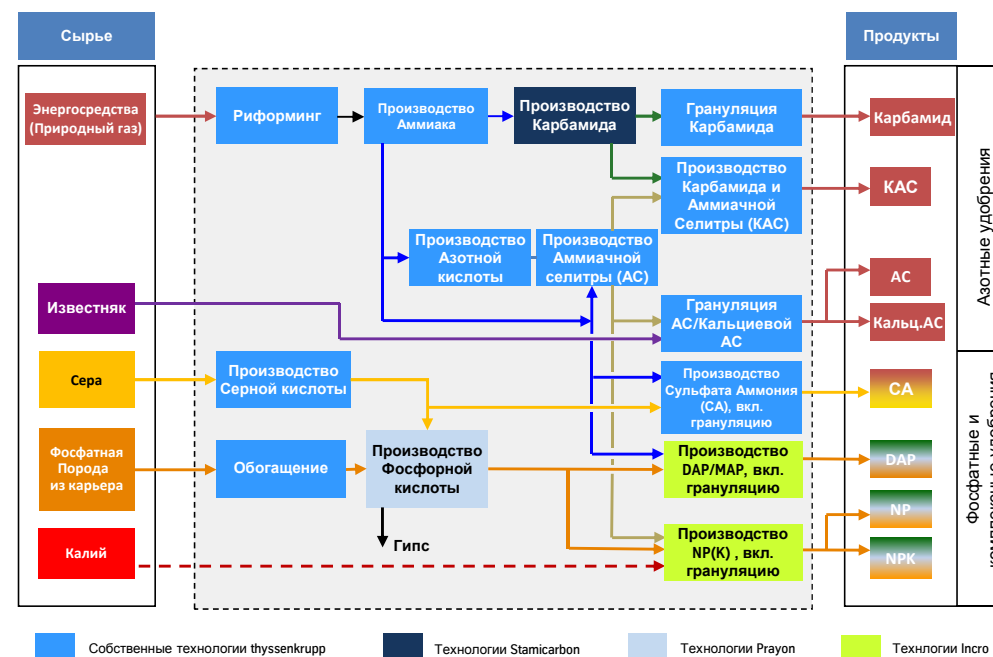 Сырье
Продукты
Энергосредства
(Природный газ)
Риформинг
Производство
Аммиака
Производство
Карбамида
Грануляция
Карбамида
Карбамид
Производство
Карбамида и
Аммиачной
Селитры (КАС)
КАС
Азотные удобрения
Производство
Азотной
кислоты
Производство
Аммиачной
селитры (АС)
АС
Известняк
Грануляция
АС/Кальциевой
АС
Кальц.АС
Сера
Производство
Серной кислоты
Производство
Сульфата Аммония
(СА), вкл.
грануляцию
СА
Фосфатная
Порода
из карьера
Обогащение
Производство
Фосфорной
кислоты
Производство
DAP/MAP, вкл.
грануляцию
DAP
Фосфатные и
NP
Калий
Гипс
Производство
NP(K) , вкл.
грануляцию
NPK
Собственные технологии thyssenkrupp
Технологии Stamicarbon
Технологии Prayon
Технлогии Incro